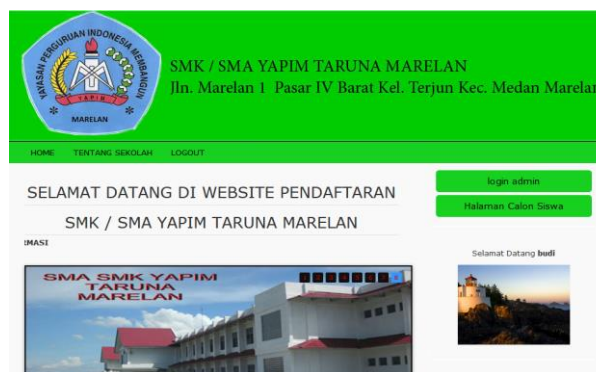 YAYASAN PERGURUAN INDONESIA MEMBANGUN
YAPIM
MARELAN
SMK / SMA YAPIM TARUNA MARELAN
Jln. Marelan 1 Pasar IV Barat Kel. Terjun Kec. Medan Marelan
HOME TENTANG SEKOLAH LOGOUT
SELAMAT DATANG DI WEBSITE PENDAFTARAN
SMK / SMA YAPIM TARUNA MARELAN
:MASI
login admin
Halaman Calon Siswa
Selamat Datang budi
SMA SMK YAPIM
TARUNA
MARELAN